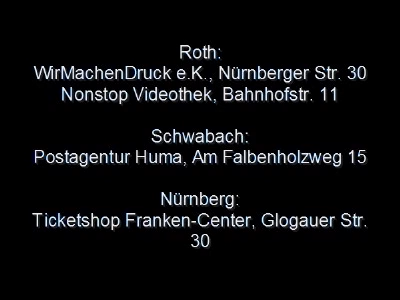 Roth:
WirMachenDruck e.K., Nürnberger Str. 30
Nonstop Videothek, Bahnhofstr. 11
Schwabach:
Postagentur Huma, Am Falbenholzweg 15
Nürnberg:
Ticketshop Franken-Center, Glogauer Str.
30